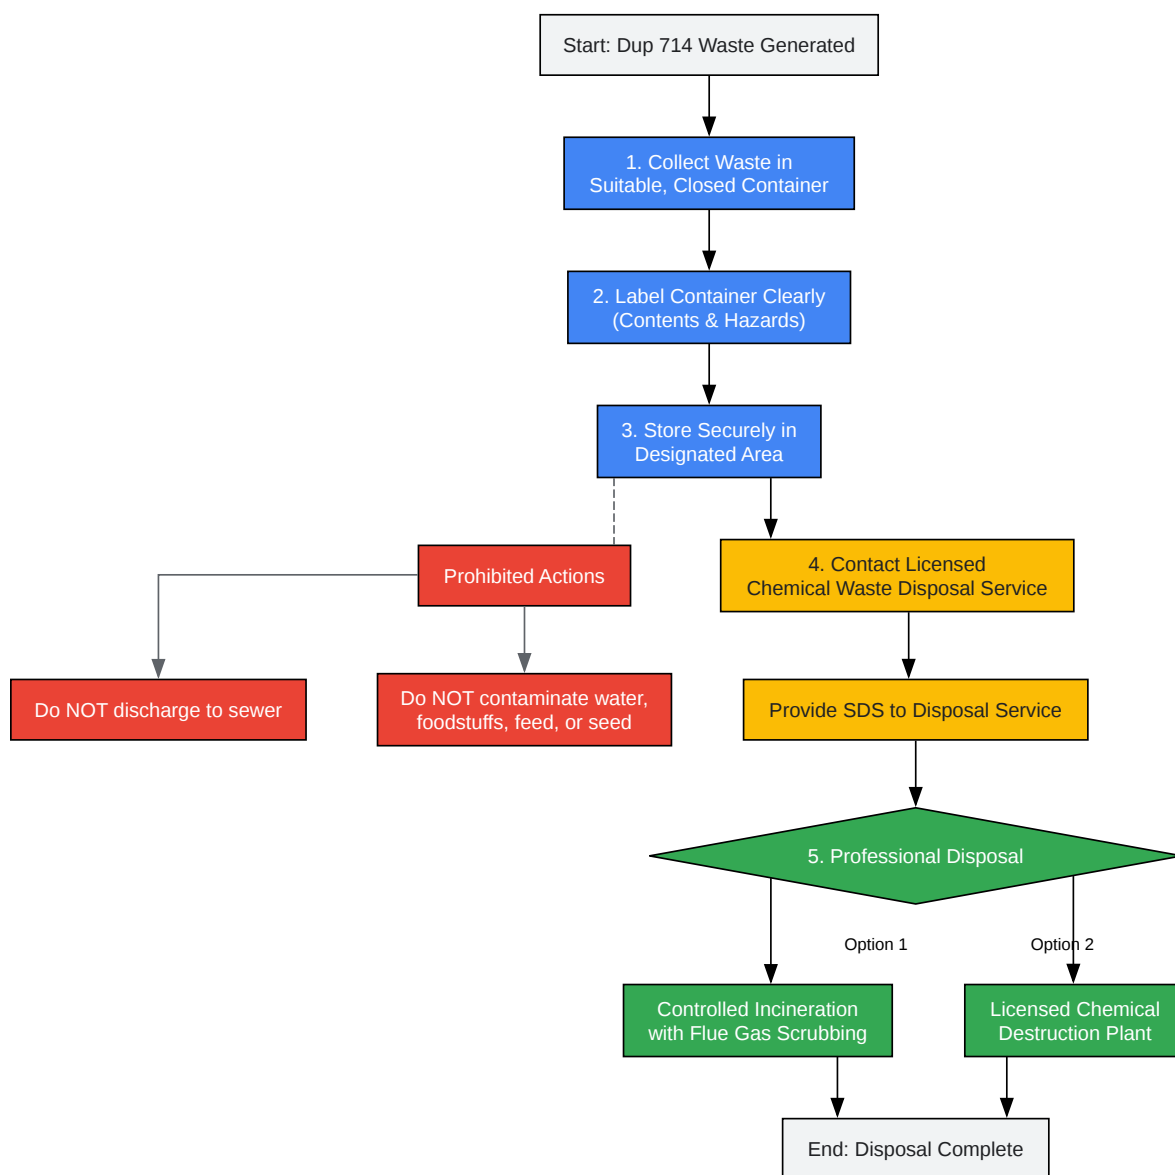 Start: Dup 714 Waste Generated
1. Collect Waste in
Suitable, Closed Container
2. Label Container Clearly
(Contents & Hazards)
3. Store Securely in
Designated Area
Prohibited Actions
4. Contact Licensed
Chemical Waste Disposal Service
Do NOT discharge to sewer
Do NOT contaminate water,
foodstuffs, feed, or seed
Provide SDS to Disposal Service
5. Professional Disposal
Option 1
Option 2
Controlled Incineration
with Flue Gas Scrubbing
Licensed Chemical
Destruction Plant
End: Disposal Complete